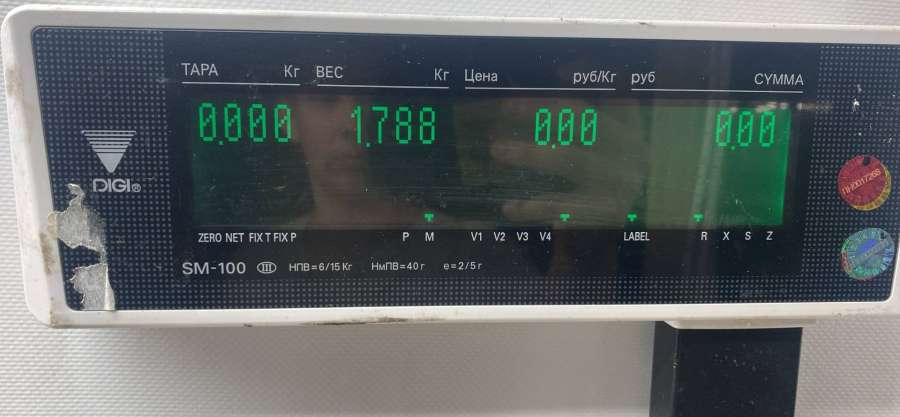 ТАРА Кг ВЕС Кг Цена руб/Кг руб СУММА
0.000 1.788 0.00 0.00
DIGI®
ZERO NET FIX T FIX P P M V1 V2 V3 V4 LABEL R X S Z
SM-100 III НПВ=6/15 Кг НмПВ=40 г e=2/5 г